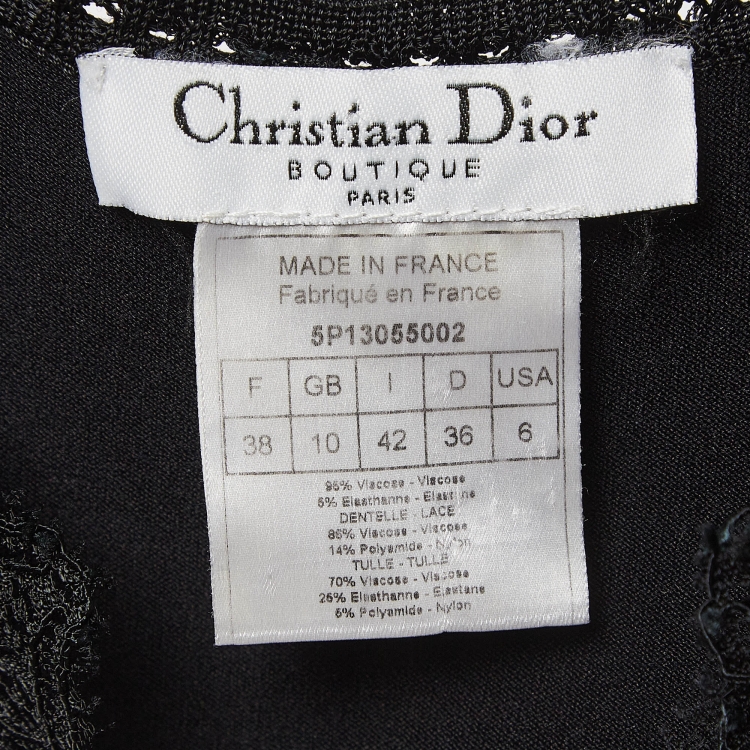 Christian Dior
BOUTIQUE
PARIS
MADE IN FRANCE
Fabriqué en France
5P13055002
F GB I D USA
38 10 42 36 6
95% Viscose - Viscose
5% Elasthanne - Elastane
DENTELLE - LACE
86% Viscose - Viscose
14% Polyamide - Nylon
TULLE - TULLE
70% Viscose - Viscose
25% Elasthanne - Elastane
5% Polyamide - Nylon